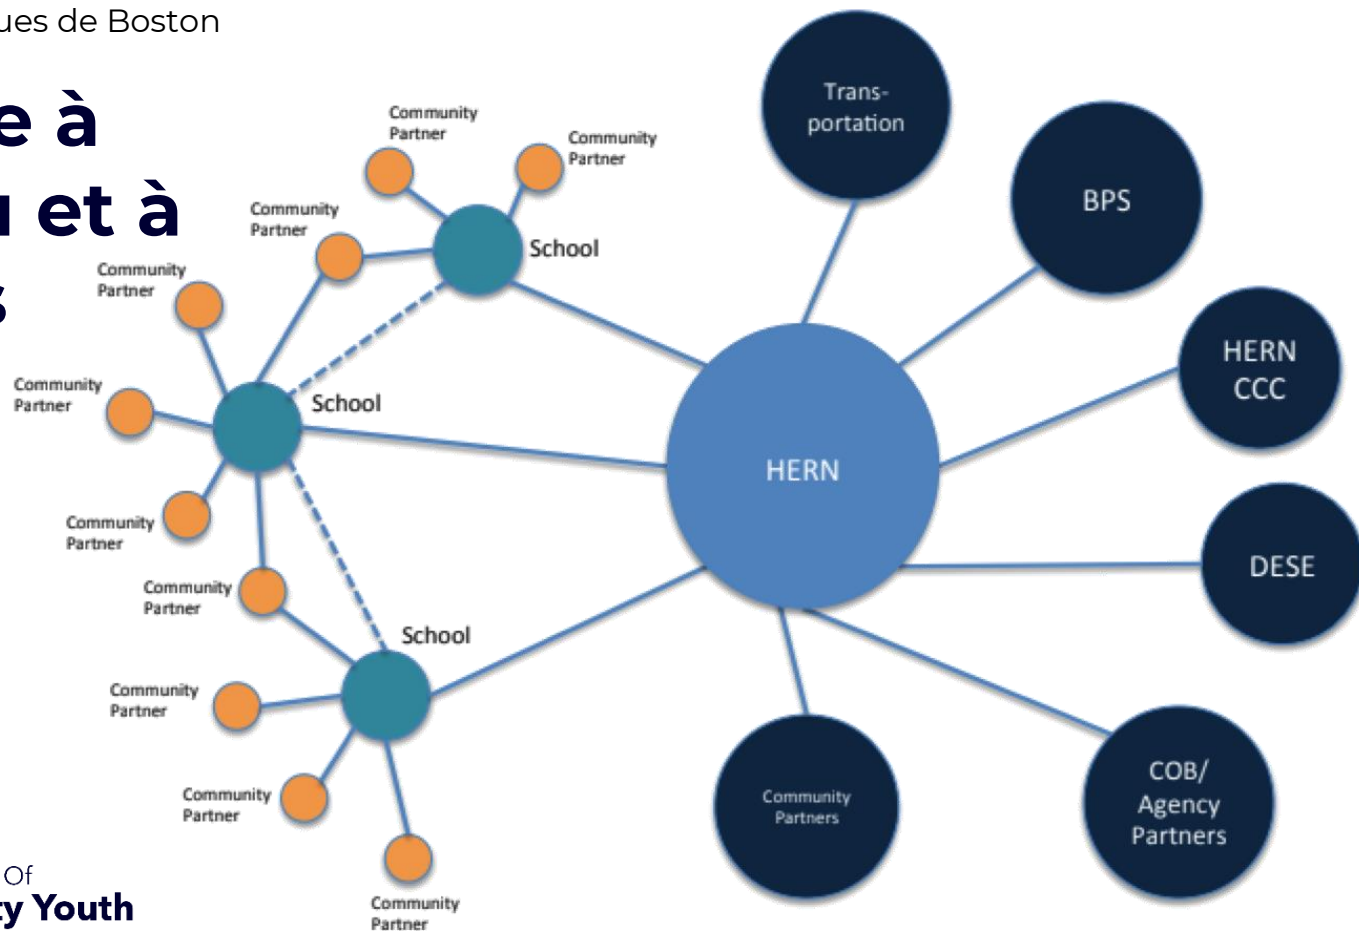 ues de Boston
e à
u et à
s
Community
Partner
Community
Partner
Community
Partner
School
Community
Partner
Community
Partner
School
Community
Partner
Community
Partner
School
Community
Partner
Community
Partner
Community
Partner
Trans-
portation
BPS
HERN
CCC
HERN
DESE
COB/
Agency
Partners
Community
Partners
Of
ty Youth